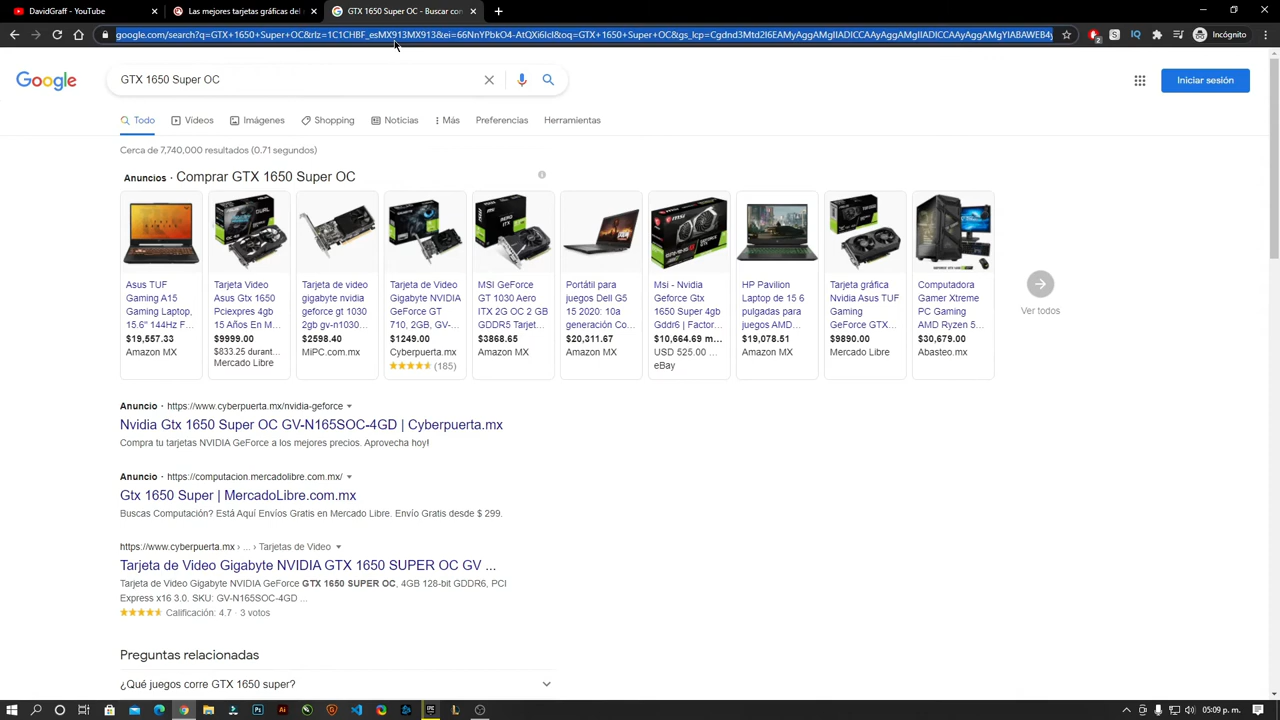 DavidGraff - YouTube
Las mejores tarjetas gráficas del
GTX 1650 Super OC - Buscar con
google.com/search?q=GTX+1650+Super+OC&rlz=1C1CHBF_esMX913MX913&ei=66NnYPbkO4-AtQXi6IcI&oq=GTX+1650+Super+OC&gs_lcp=Cgdnd3Mtd2l6EAMyAggAMgIIADICCAAyAggAMgIIADICCAAyAggAMgYIABAWEB4y
Incógnito
Google
GTX 1650 Super OC
Iniciar sesión
Todo Vídeos Imágenes Shopping Noticias Más Preferencias Herramientas
Cerca de 7,740,000 resultados (0.71 segundos)
Anuncios · Comprar GTX 1650 Super OC
Asus TUF
Gaming A15
Gaming Laptop,
15.6" 144Hz F...
$19,557.33
Amazon MX
Tarjeta Video
Asus Gtx 1650
Pciexpres 4gb
15 Años En M...
$9999.00
$833.25 durant...
Mercado Libre
Tarjeta de video
gigabyte nvidia
geforce gt 1030
2gb gv-n1030...
$2598.40
MiPC.com.mx
Tarjeta de Video
Gigabyte NVIDIA
GeForce GT
710, 2GB, GV-...
$1249.00
Cyberpuerta.mx
(185)
MSI GeForce
GT 1030 Aero
ITX 2G OC 2 GB
GDDR5 Tarjet...
$3868.65
Amazon MX
Portátil para
juegos Dell G5
15 2020: 10a
generación Co...
$20,311.67
Amazon MX
Msi - Nvidia
Geforce Gtx
1650 Super 4gb
Gddr6 | Factor...
$10,664.69 m...
USD 525.00 ...
eBay
HP Pavilion
Laptop de 15 6
pulgadas para
juegos AMD...
$19,078.51
Amazon MX
Tarjeta gráfica
Nvidia Asus TUF
Gaming
GeForce GTX...
$9890.00
Mercado Libre
Computadora
Gamer Xtreme
PC Gaming
AMD Ryzen 5...
$30,679.00
Abasteo.mx
Ver todos
Anuncio · https://www.cyberpuerta.mx/nvidia-geforce
Nvidia Gtx 1650 Super OC GV-N165SOC-4GD | Cyberpuerta.mx
Compra tu tarjetas NVIDIA GeForce a los mejores precios. Aprovecha hoy!
Anuncio · https://computacion.mercadolibre.com.mx/
Gtx 1650 Super | MercadoLibre.com.mx
Buscas Computación? Está Aquí Envíos Gratis en Mercado Libre. Envío Gratis desde $ 299.
https://www.cyberpuerta.mx › ... › Tarjetas de Video
Tarjeta de Video Gigabyte NVIDIA GTX 1650 SUPER OC GV ...
Tarjeta de Video Gigabyte NVIDIA GeForce GTX 1650 SUPER OC, 4GB 128-bit GDDR6, PCI
Express x16 3.0. SKU: GV-N165SOC-4GD ...
Calificación: 4.7 · 3 votos
Preguntas relacionadas
¿Qué juegos corre GTX 1650 super?
05:09 p. m.